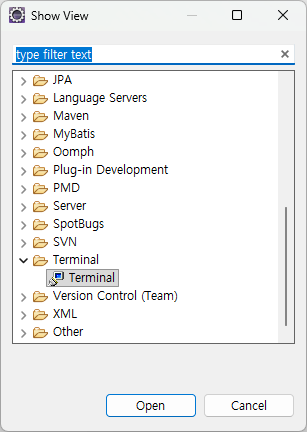 Show View
type filter text
JPA
Language Servers
Maven
MyBatis
Oomph
Plug-in Development
PMD
Server
SpotBugs
SVN
Terminal
Terminal
Version Control (Team)
XML
Other
Open
Cancel